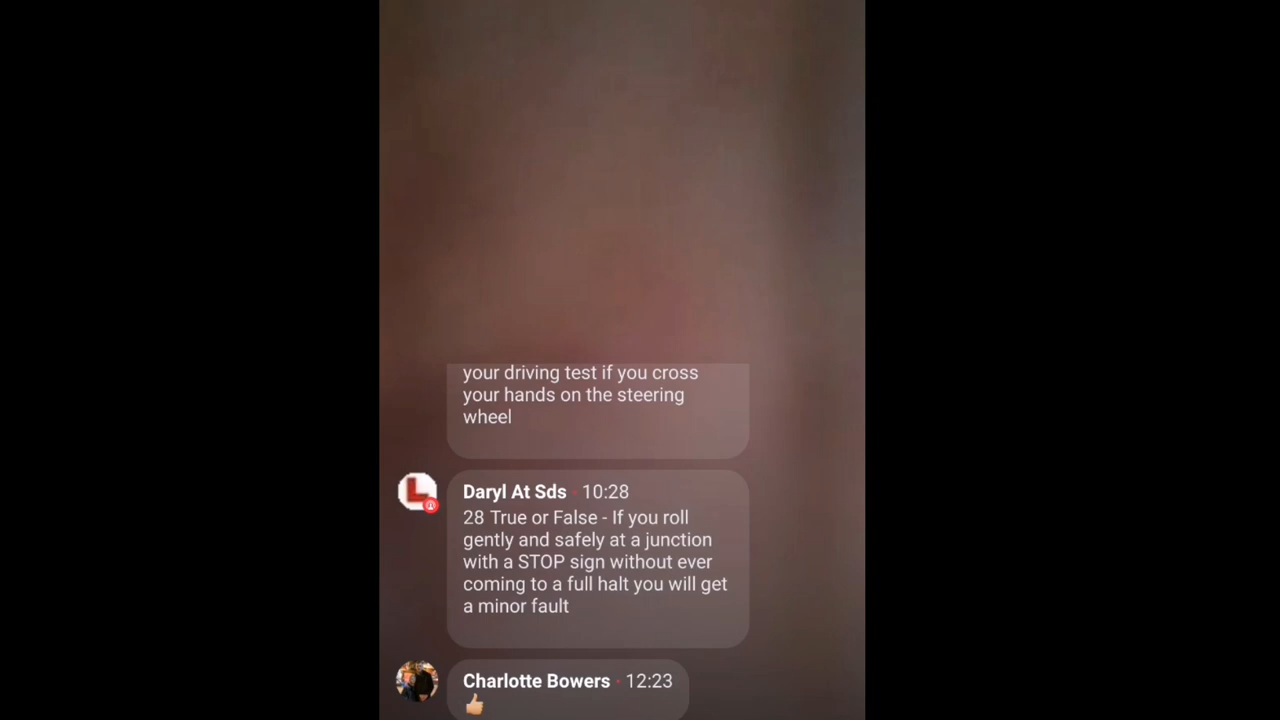 your driving test if you cross
your hands on the steering
wheel
Daryl At Sds · 10:28
28 True or False - If you roll
gently and safely at a junction
with a STOP sign without ever
coming to a full halt you will get
a minor fault
Charlotte Bowers · 12:23
👍🏼